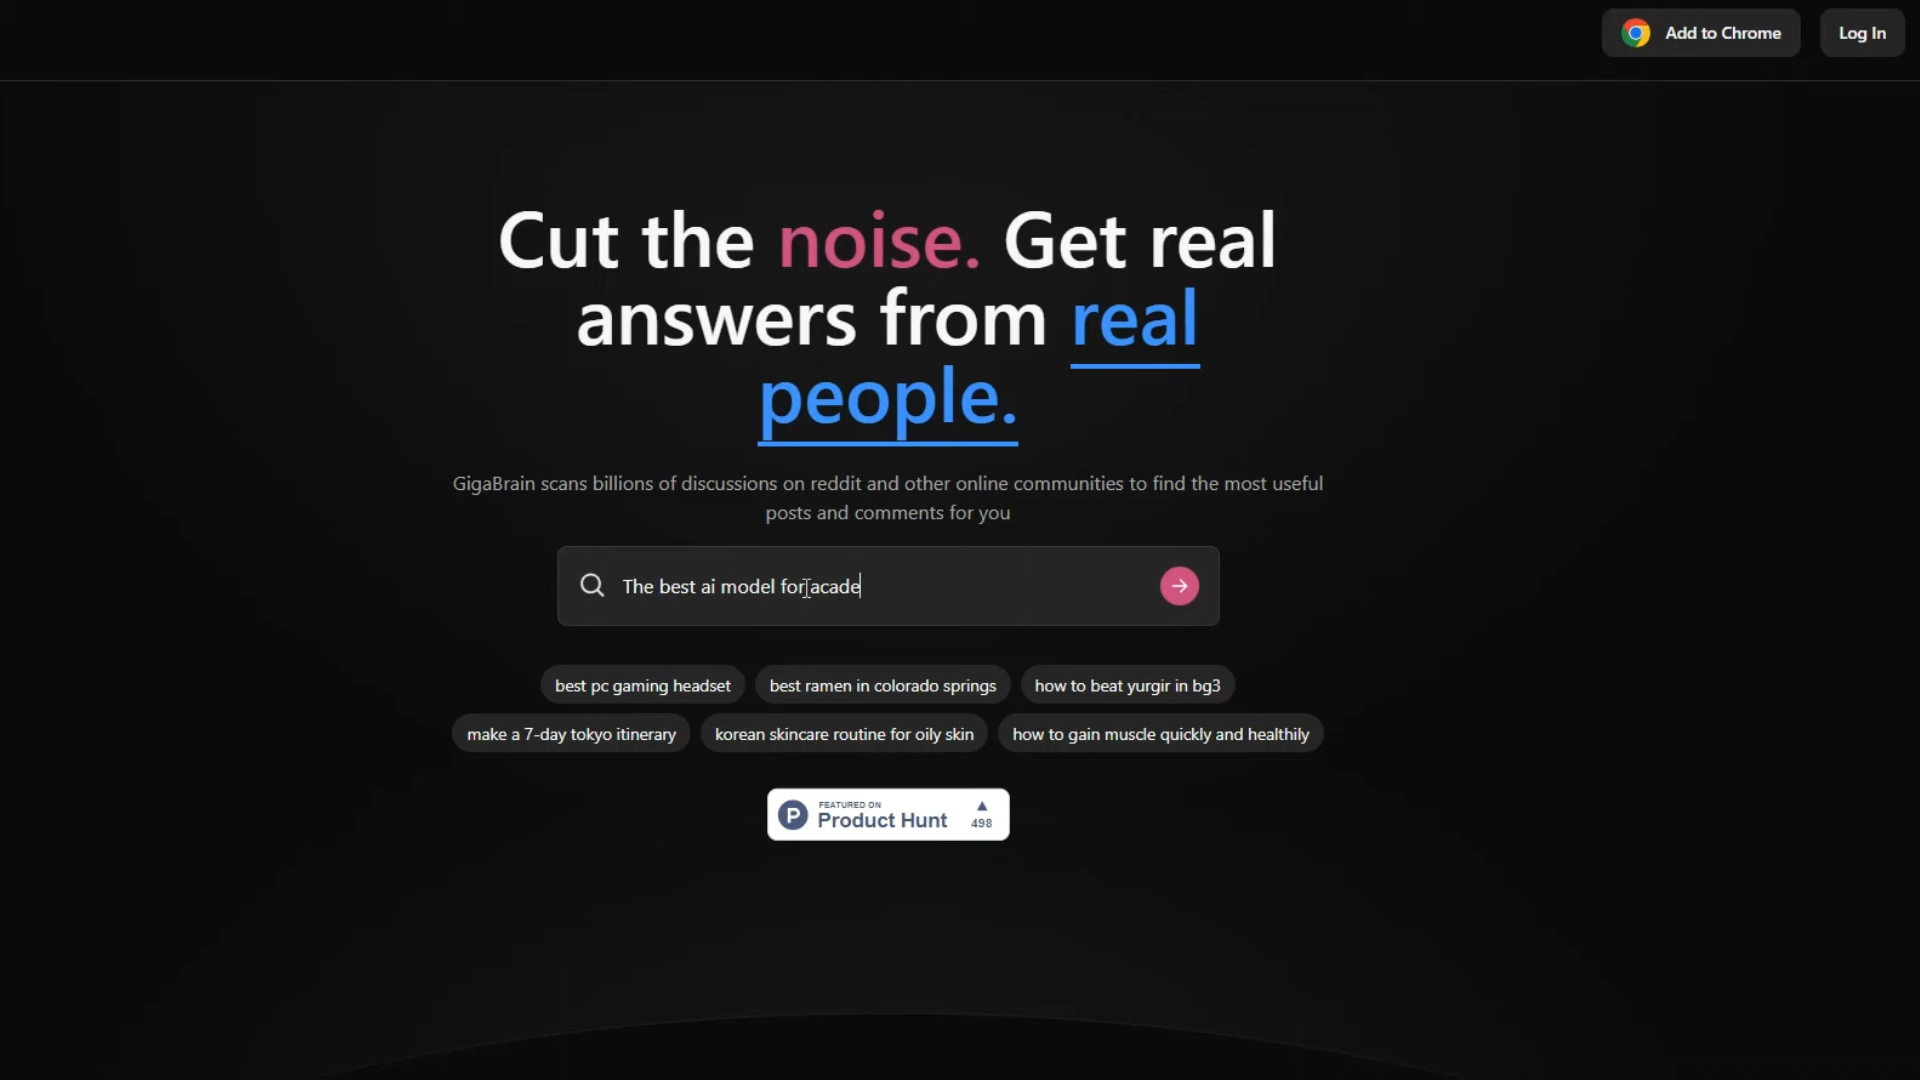 Add to Chrome
Log In
Cut the noise. Get real
answers from real
people.
GigaBrain scans billions of discussions on reddit and other online communities to find the most useful
posts and comments for you
The best ai model for acade
best pc gaming headset
best ramen in colorado springs
how to beat yurgir in bg3
make a 7-day tokyo itinerary
korean skincare routine for oily skin
how to gain muscle quickly and healthily
P
FEATURED ON
Product Hunt
498